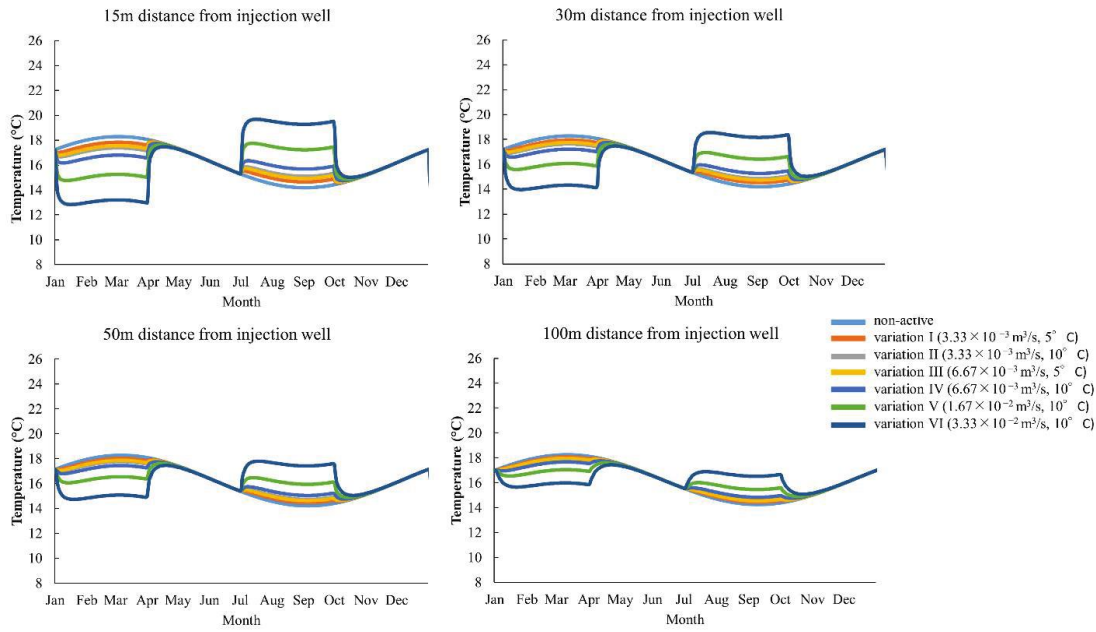 15m distance from injection well
26
24
22
20
18
16
14
12
10
8
Temperature (°C)
Jan Feb Mar Apr May Jun Jul Aug Sep Oct Nov Dec
Month
30m distance from injection well
26
24
22
20
18
16
14
12
10
8
Temperature (°C)
Jan Feb Mar Apr May Jun Jul Aug Sep Oct Nov Dec
Month
50m distance from injection well
26
24
22
20
18
16
14
12
10
8
Temperature (°C)
Jan Feb Mar Apr May Jun Jul Aug Sep Oct Nov Dec
Month
100m distance from injection well
26
24
22
20
18
16
14
12
10
8
Temperature (°C)
Jan Feb Mar Apr May Jun Jul Aug Sep Oct Nov Dec
Month
non-active
variation I (3.33×10⁻³ m³/s, 5° C)
variation II (3.33×10⁻³ m³/s, 10° C)
variation III (6.67×10⁻³ m³/s, 5° C)
variation IV (6.67×10⁻³ m³/s, 10° C)
variation V (1.67×10⁻² m³/s, 10° C)
variation VI (3.33×10⁻² m³/s, 10° C)